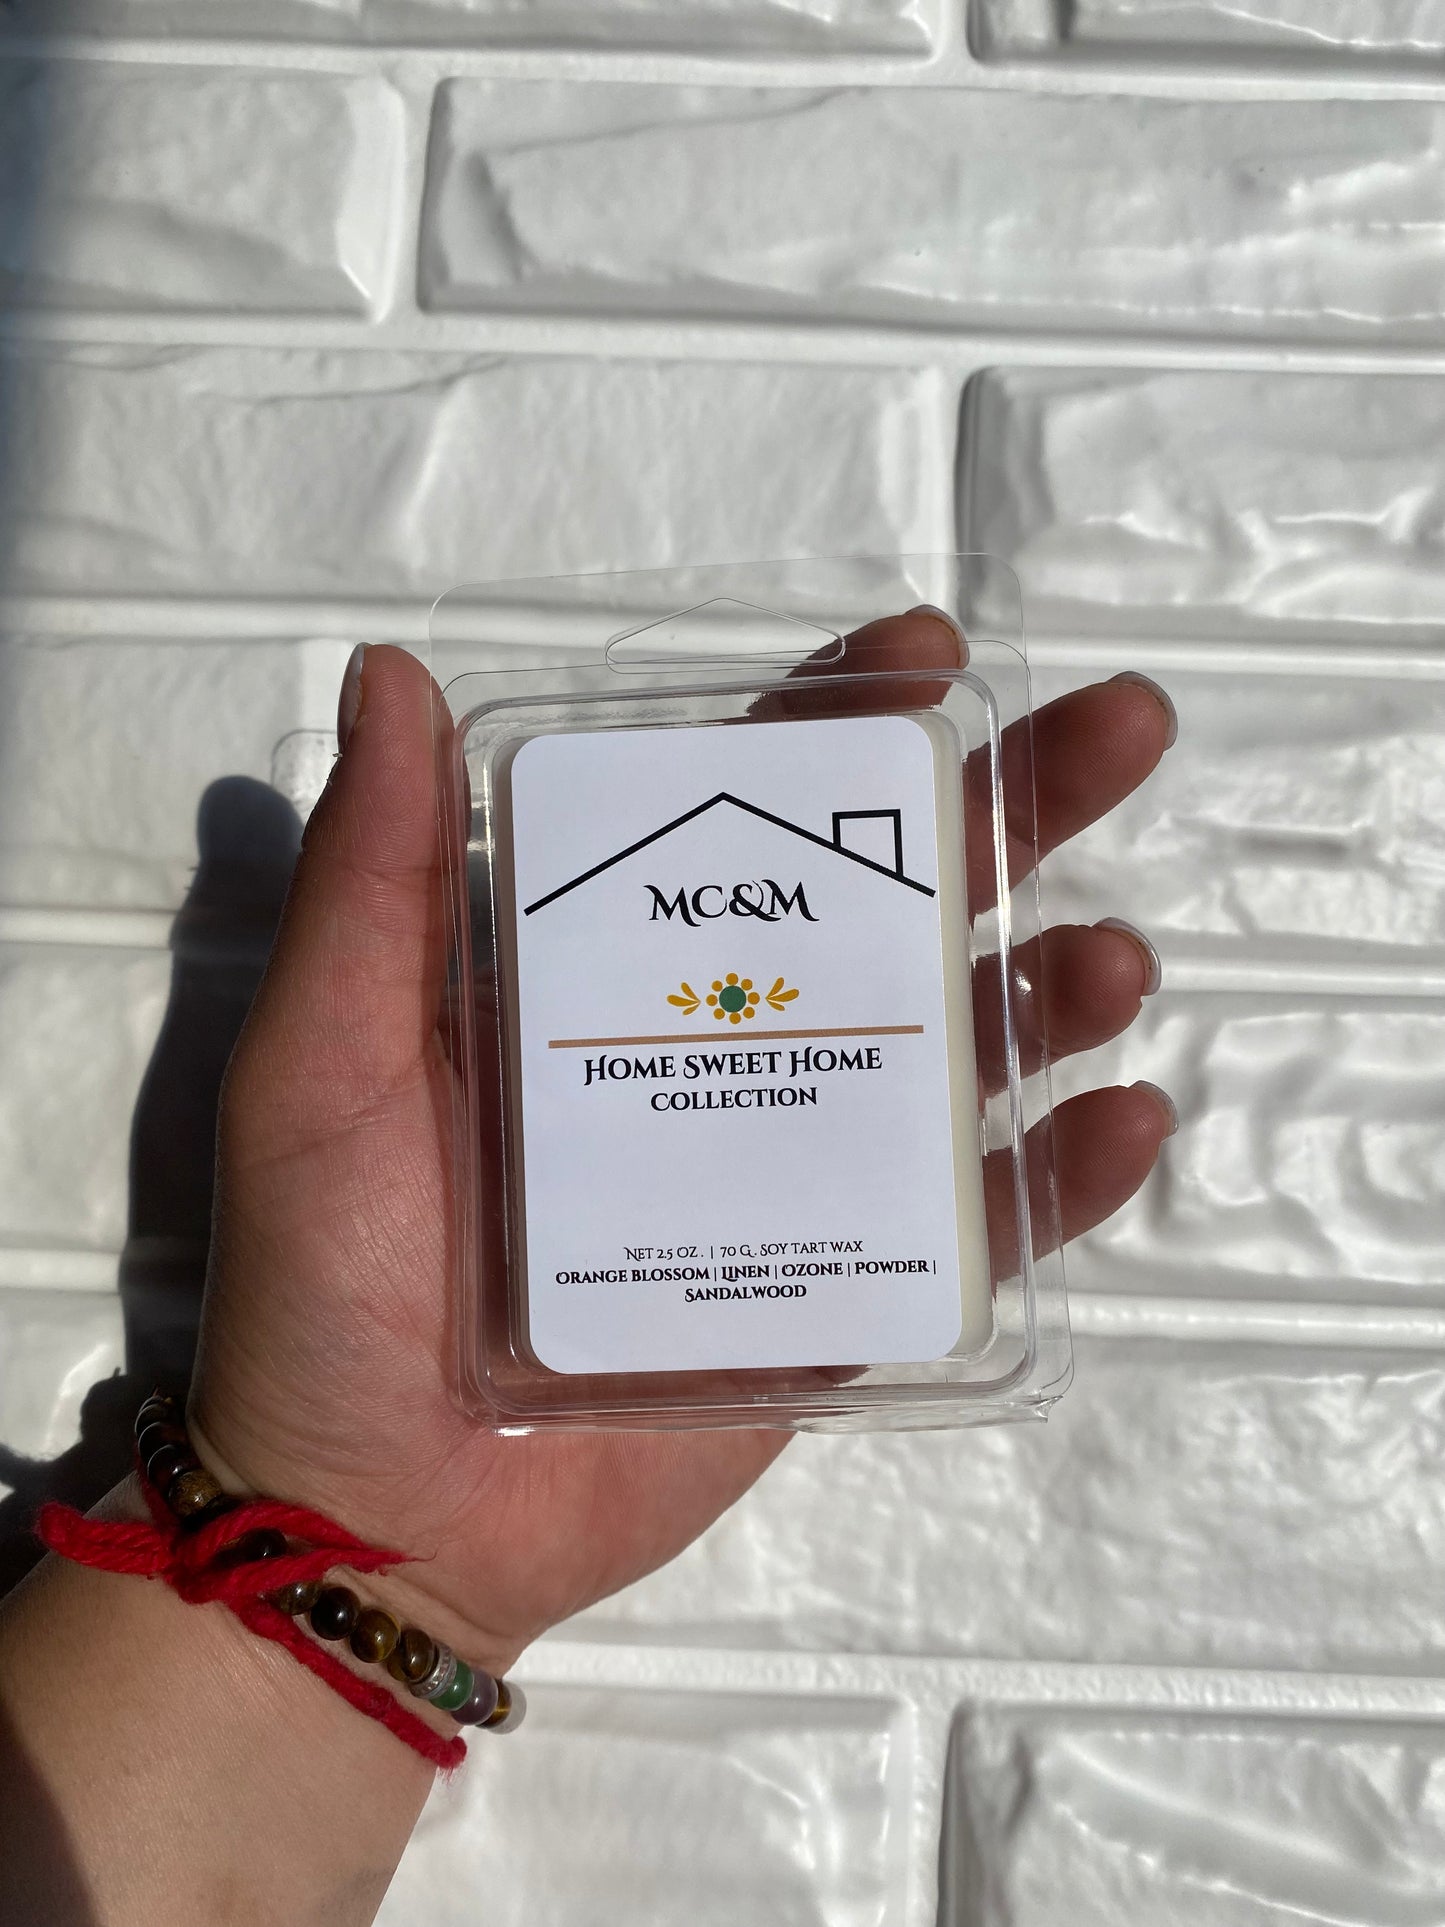 MC&M
Home Sweet Home
Collection
Net 2.5 oz. | 70 G. Soy tart wax
Orange blossom | Linen | Ozone | Powder |
Sandalwood